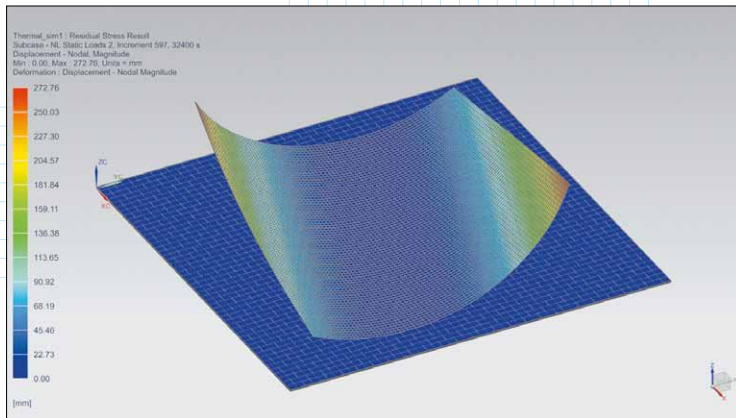 Thermal_sim1 : Residual Stress Result
Subcase - NL Static Loads 2, Increment 597, 32400 s
Displacement - Nodal, Magnitude
Min : 0.00, Max : 272.76, Units = mm
Deformation : Displacement - Nodal Magnitude
272.76
250.03
227.30
204.57
181.84
159.11
136.38
113.65
90.92
68.19
45.46
22.73
0.00
[mm]
ZC
YC
XC
Z
X